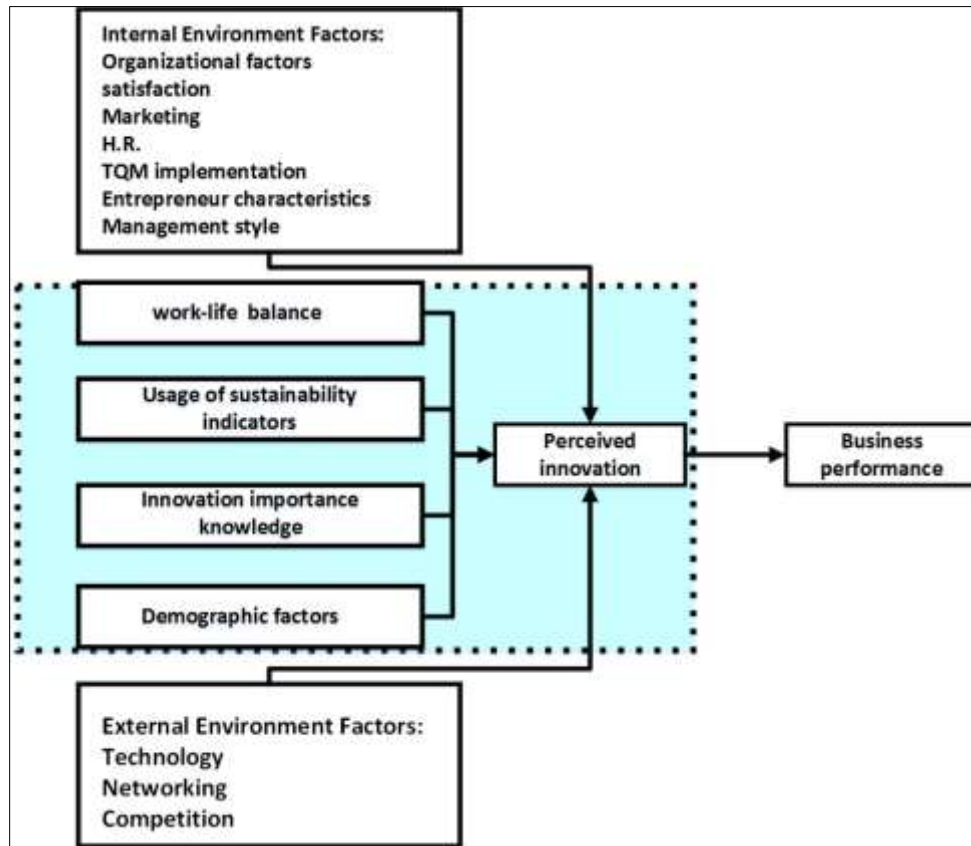 Internal Environment Factors:
Organizational factors
satisfaction
Marketing
H.R.
TQM implementation
Entrepreneur characteristics
Management style
work-life balance
Usage of sustainability
indicators
Innovation importance
knowledge
Demographic factors
Perceived
innovation
Business
performance
External Environment Factors:
Technology
Networking
Competition